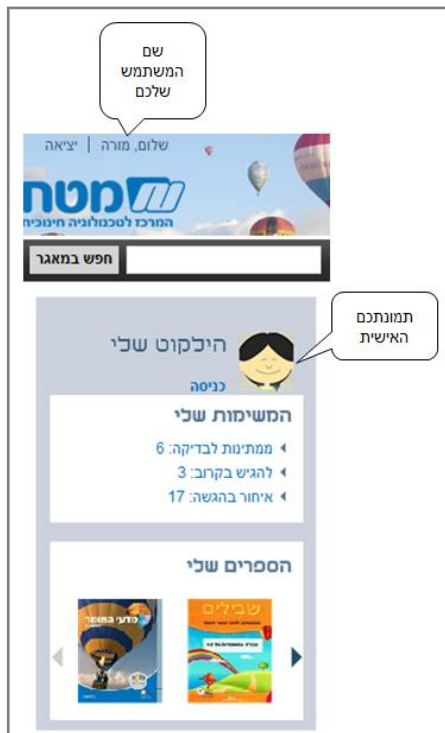 שם
המשתמש
שלכם
שלום, מורה | יציאה
מטח
המרכז לטכנולוגיה חינוכית
חפש במאגר
תמונתכם
האישית
הילקוט שלי
כניסה
המשימות שלי
ממתינות לבדיקה: 6
להגיש בקרוב: 3
איחור בהגשה: 17
הספרים שלי
שבילים
מדעי החומר